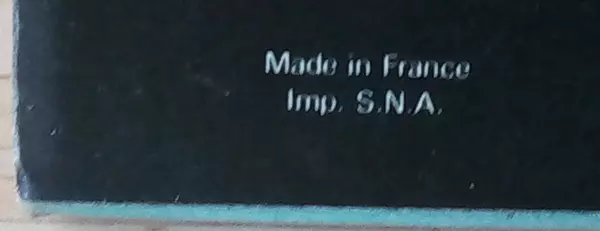 Made in France
Imp. S.N.A.